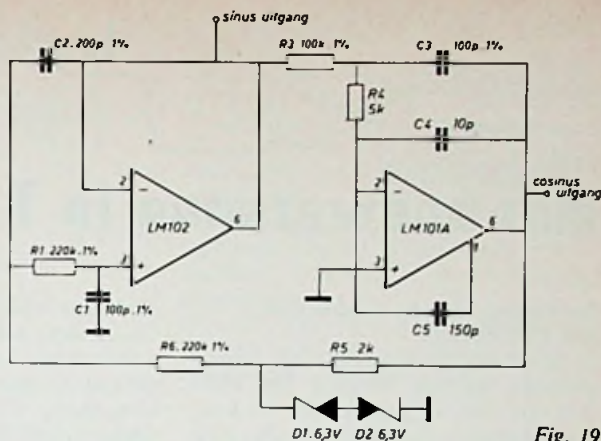 sinus uitgang
C2.200p 1%
R3 100k 1%
C3
100p.1%
R4
5k
C4
10p
cosinus
uitgang
2
-
LM102
6
3
+
R1 220k.1%
C1
100p.1%
2
-
LM101A
6
1
3
+
C5
150p
R6.220k 1%
R5 2k
D1.6,3V
D2 6,3V
Fig. 19